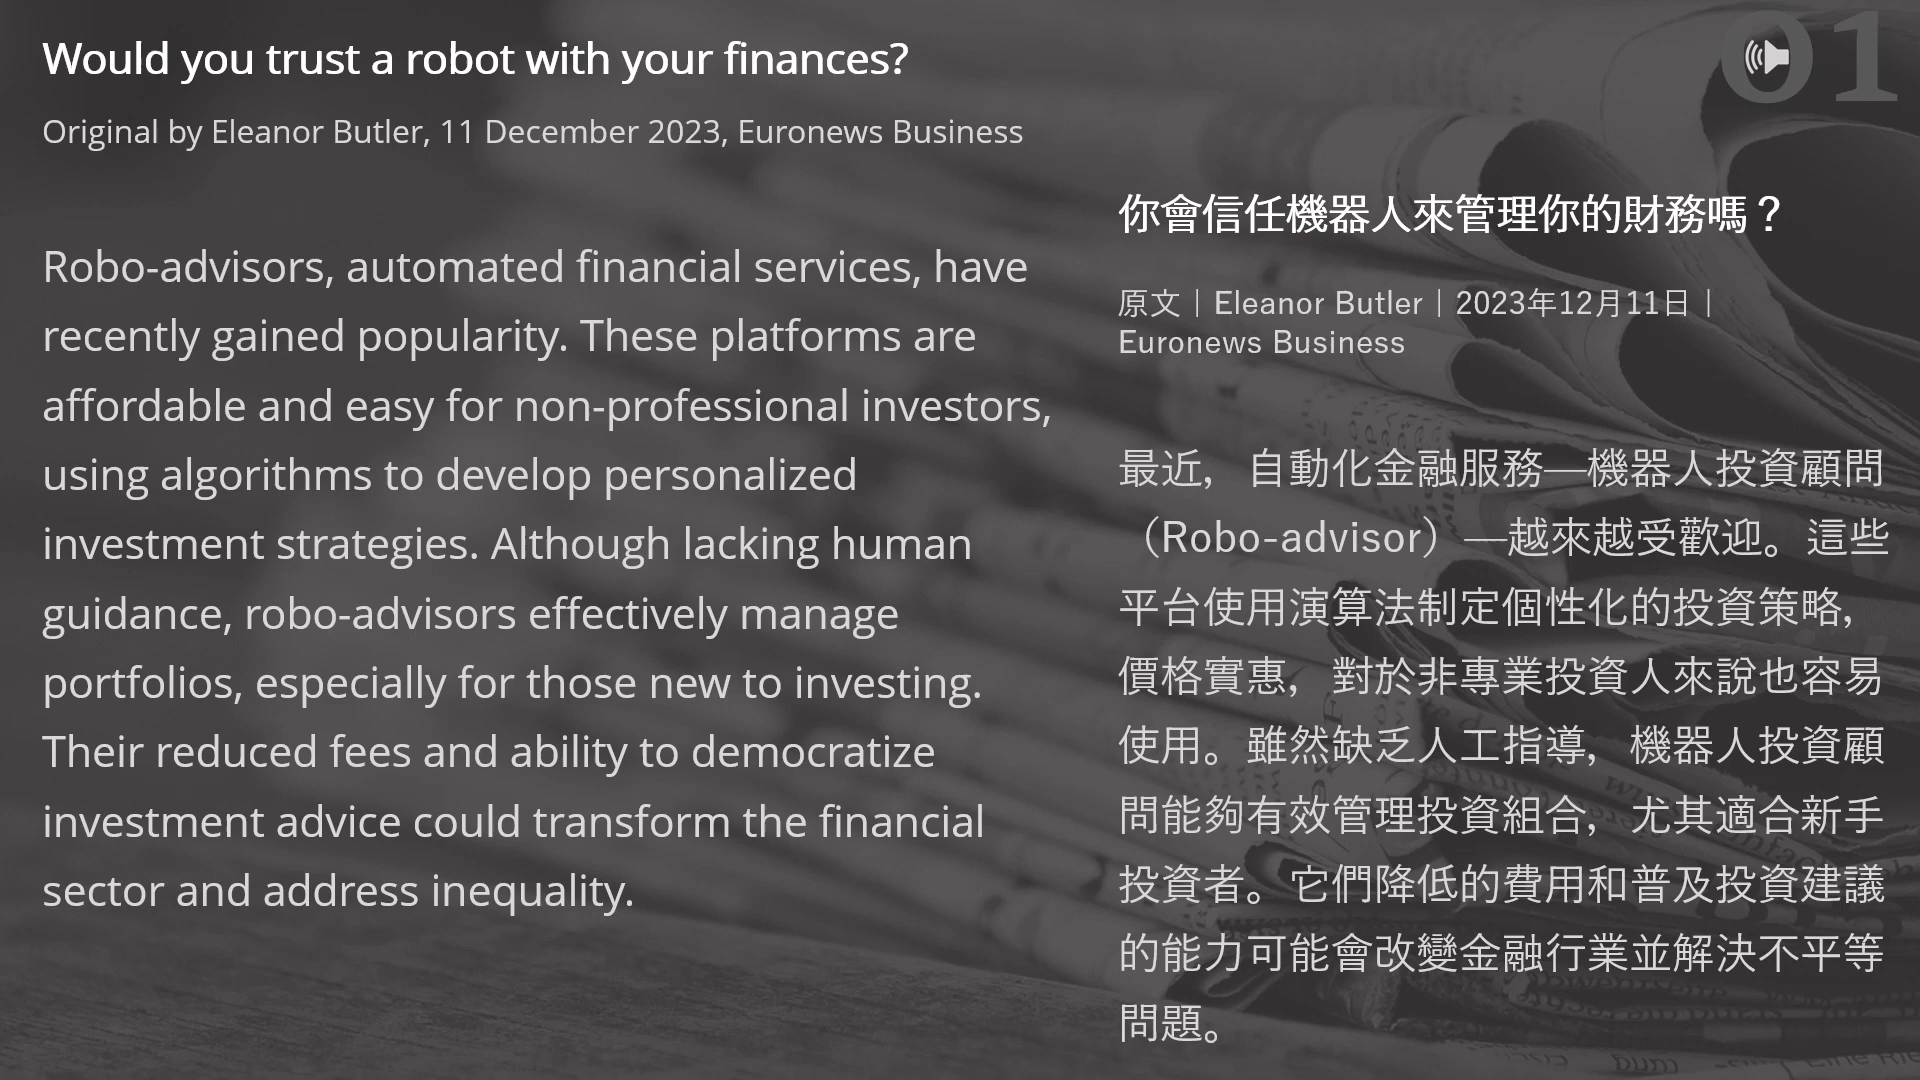 01
Would you trust a robot with your finances?
Original by Eleanor Butler, 11 December 2023, Euronews Business
Robo-advisors, automated financial services, have
recently gained popularity. These platforms are
affordable and easy for non-professional investors,
using algorithms to develop personalized
investment strategies. Although lacking human
guidance, robo-advisors effectively manage
portfolios, especially for those new to investing.
Their reduced fees and ability to democratize
investment advice could transform the financial
sector and address inequality.
你會信任機器人來管理你的財務嗎？
原文｜Eleanor Butler｜2023年12月11日｜
Euronews Business
最近，自動化金融服務—機器人投資顧問
（Robo-advisor）—越來越受歡迎。這些
平台使用演算法制定個性化的投資策略，
價格實惠，對於非專業投資人來說也容易
使用。雖然缺乏人工指導，機器人投資顧
問能夠有效管理投資組合，尤其適合新手
投資者。它們降低的費用和普及投資建議
的能力可能會改變金融行業並解決不平等
問題。